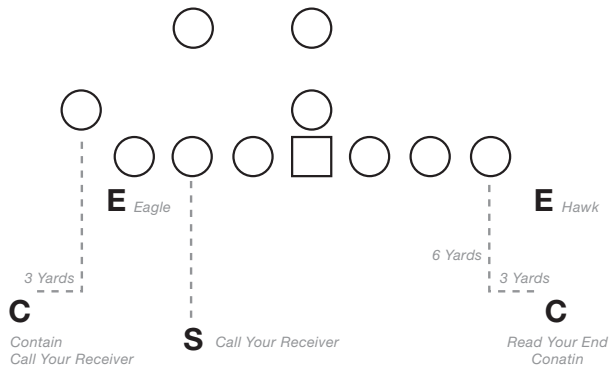 E Eagle
E Hawk
6 Yards
3 Yards
3 Yards
C
C
S Call Your Receiver
Contain
Call Your Receiver
Read Your End
Conatin